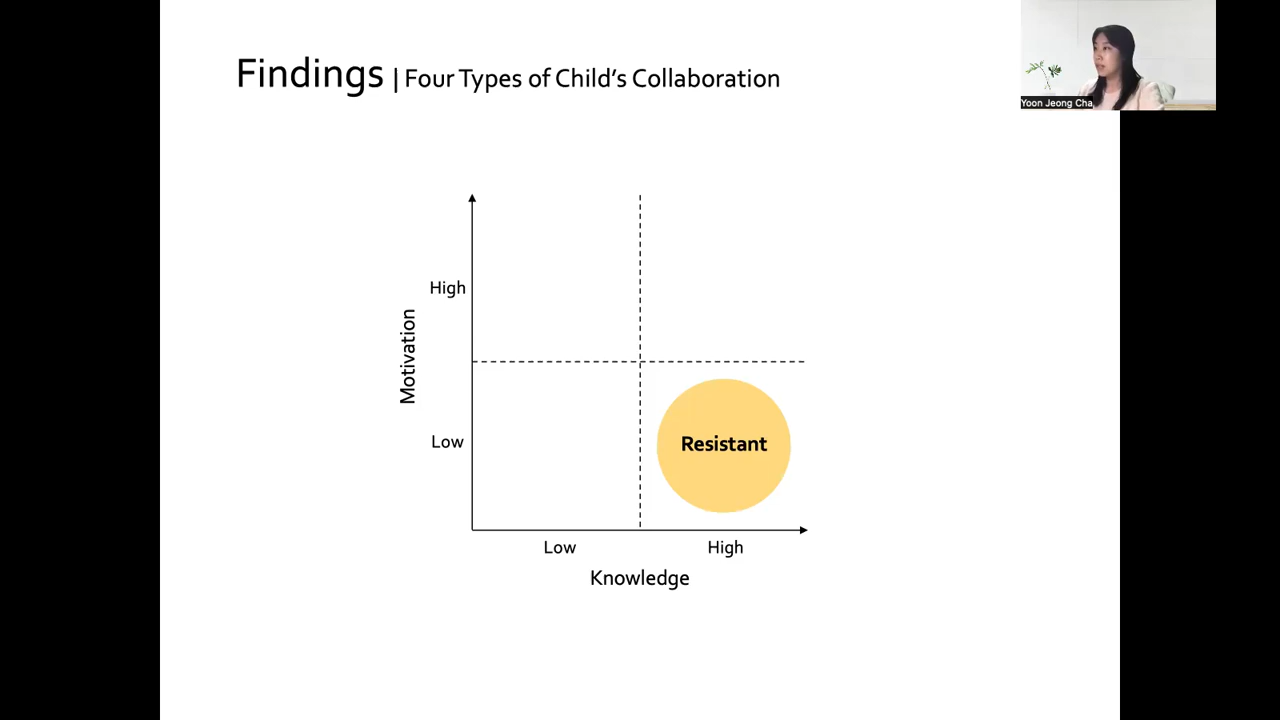 Findings | Four Types of Child's Collaboration
Yoon Jeong Cha
High
Motivation
Low
Resistant
Low
High
Knowledge